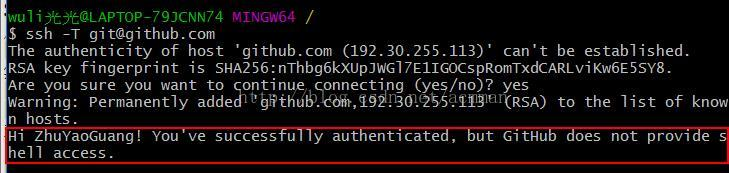 wuli光光@LAPTOP-79JCNN74 MINGW64 /
$ ssh -T git@github.com
The authenticity of host 'github.com (192.30.255.113)' can't be established.
RSA key fingerprint is SHA256:nThbg6kXUpJWGl7E1IGOCspRomTxdCARLviKw6E5SY8.
Are you sure you want to continue connecting (yes/no)? yes
Warning: Permanently added 'github.com,192.30.255.113' (RSA) to the list of know
n hosts.
Hi ZhuYaoGuang! You've successfully authenticated, but GitHub does not provide s
hell access.